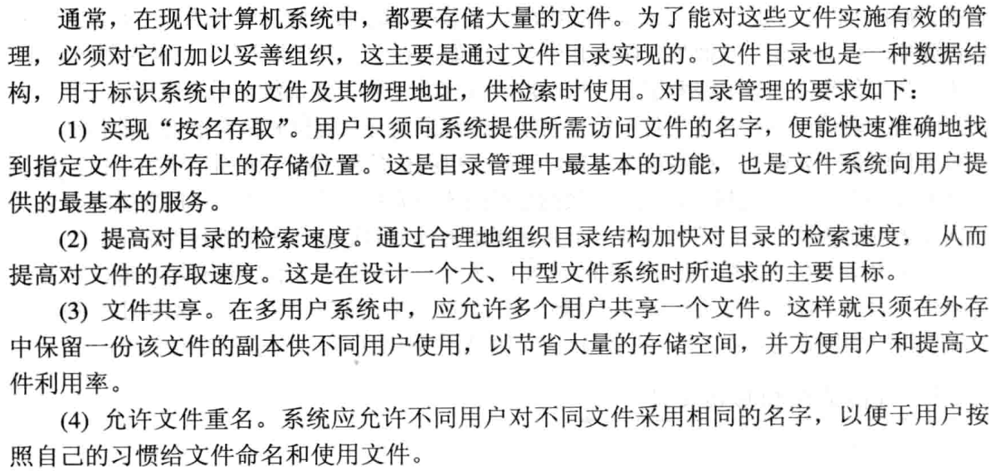 通常，在现代计算机系统中，都要存储大量的文件。为了能对这些文件实施有效的管
理，必须对它们加以妥善组织，这主要是通过文件目录实现的。文件目录也是一种数据结
构，用于标识系统中的文件及其物理地址，供检索时使用。对目录管理的要求如下：
(1) 实现“按名存取”。用户只须向系统提供所需访问文件的名字，便能快速准确地找
到指定文件在外存上的存储位置。这是目录管理中最基本的功能，也是文件系统向用户提
供的最基本的服务。
(2) 提高对目录的检索速度。通过合理地组织目录结构加快对目录的检索速度， 从而
提高对文件的存取速度。这是在设计一个大、中型文件系统时所追求的主要目标。
(3) 文件共享。在多用户系统中，应允许多个用户共享一个文件。这样就只须在外存
中保留一份该文件的副本供不同用户使用，以节省大量的存储空间，并方便用户和提高文
件利用率。
(4) 允许文件重名。系统应允许不同用户对不同文件采用相同的名字，以便于用户按
照自己的习惯给文件命名和使用文件。